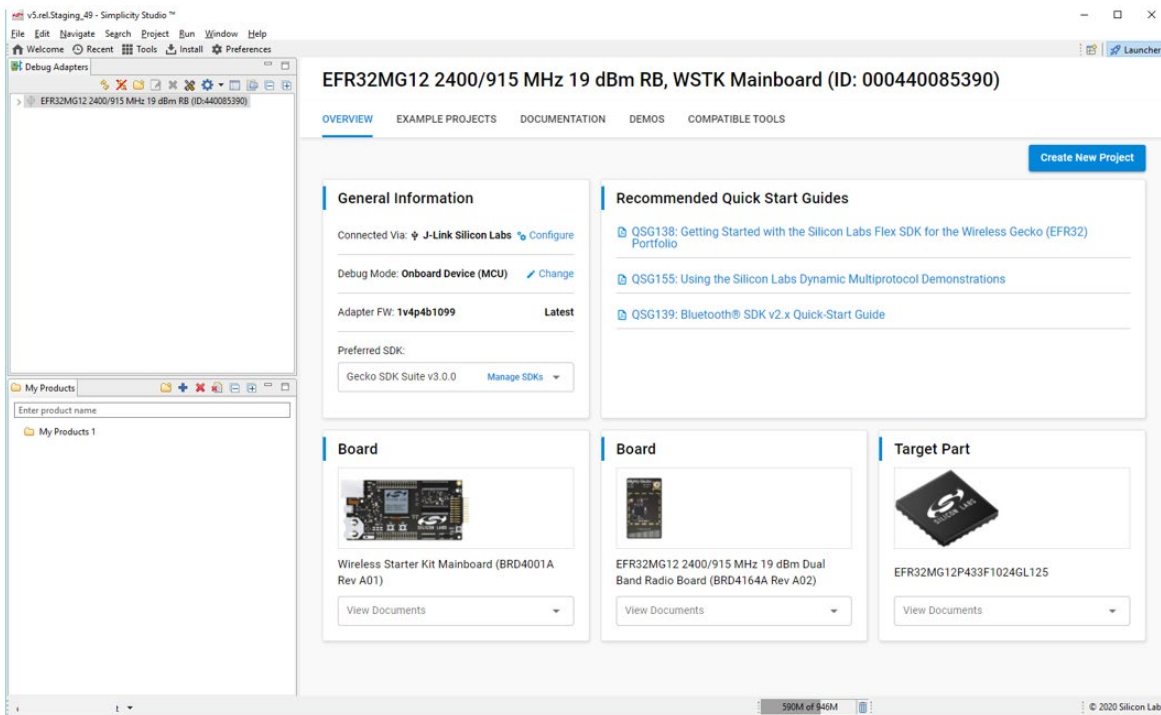 v5.rel.Staging_49 - Simplicity Studio ™
File Edit Navigate Search Project Run Window Help
Welcome Recent Tools Install Preferences
Launcher
Debug Adapters
EFR32MG12 2400/915 MHz 19 dBm RB (ID:440085390)
My Products
Enter product name
My Products 1
EFR32MG12 2400/915 MHz 19 dBm RB, WSTK Mainboard (ID: 000440085390)
OVERVIEW EXAMPLE PROJECTS DOCUMENTATION DEMOS COMPATIBLE TOOLS
Create New Project
General Information
Connected Via: J-Link Silicon Labs Configure
Debug Mode: Onboard Device (MCU) Change
Adapter FW: 1v4p4b1099 Latest
Preferred SDK:
Gecko SDK Suite v3.0.0 Manage SDKs
Recommended Quick Start Guides
QSG138: Getting Started with the Silicon Labs Flex SDK for the Wireless Gecko (EFR32)
Portfolio
QSG155: Using the Silicon Labs Dynamic Multiprotocol Demonstrations
QSG139: Bluetooth® SDK v2.x Quick-Start Guide
Board
Wireless Starter Kit Mainboard (BRD4001A
Rev A01)
View Documents
Board
EFR32MG12 2400/915 MHz 19 dBm Dual
Band Radio Board (BRD4164A Rev A02)
View Documents
Target Part
SILICON LABS
EFR32MG12P433F1024GL125
View Documents
t
590M of 946M
© 2020 Silicon Lab